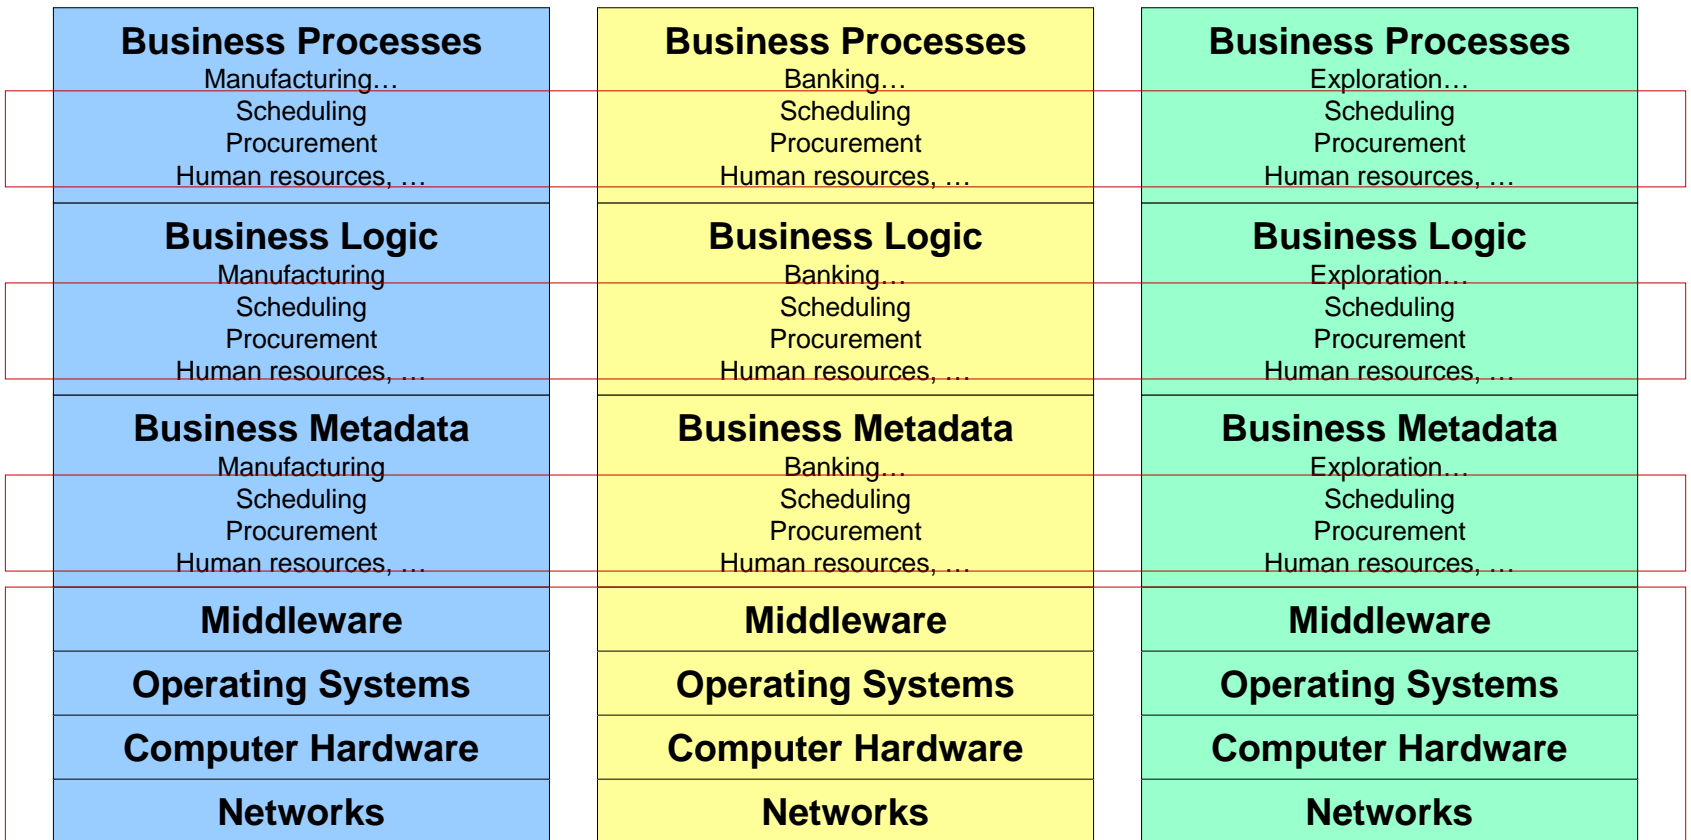 Business Processes
Manufacturing…
Scheduling
Procurement
Human resources, …
Business Logic
Manufacturing
Scheduling
Procurement
Human resources, …
Business Metadata
Manufacturing
Scheduling
Procurement
Human resources, …
Middleware
Operating Systems
Computer Hardware
Networks
Business Processes
Banking…
Scheduling
Procurement
Human resources, …
Business Logic
Banking…
Scheduling
Procurement
Human resources, …
Business Metadata
Banking…
Scheduling
Procurement
Human resources, …
Middleware
Operating Systems
Computer Hardware
Networks
Business Processes
Exploration…
Scheduling
Procurement
Human resources, …
Business Logic
Exploration…
Scheduling
Procurement
Human resources, …
Business Metadata
Exploration…
Scheduling
Procurement
Human resources, …
Middleware
Operating Systems
Computer Hardware
Networks